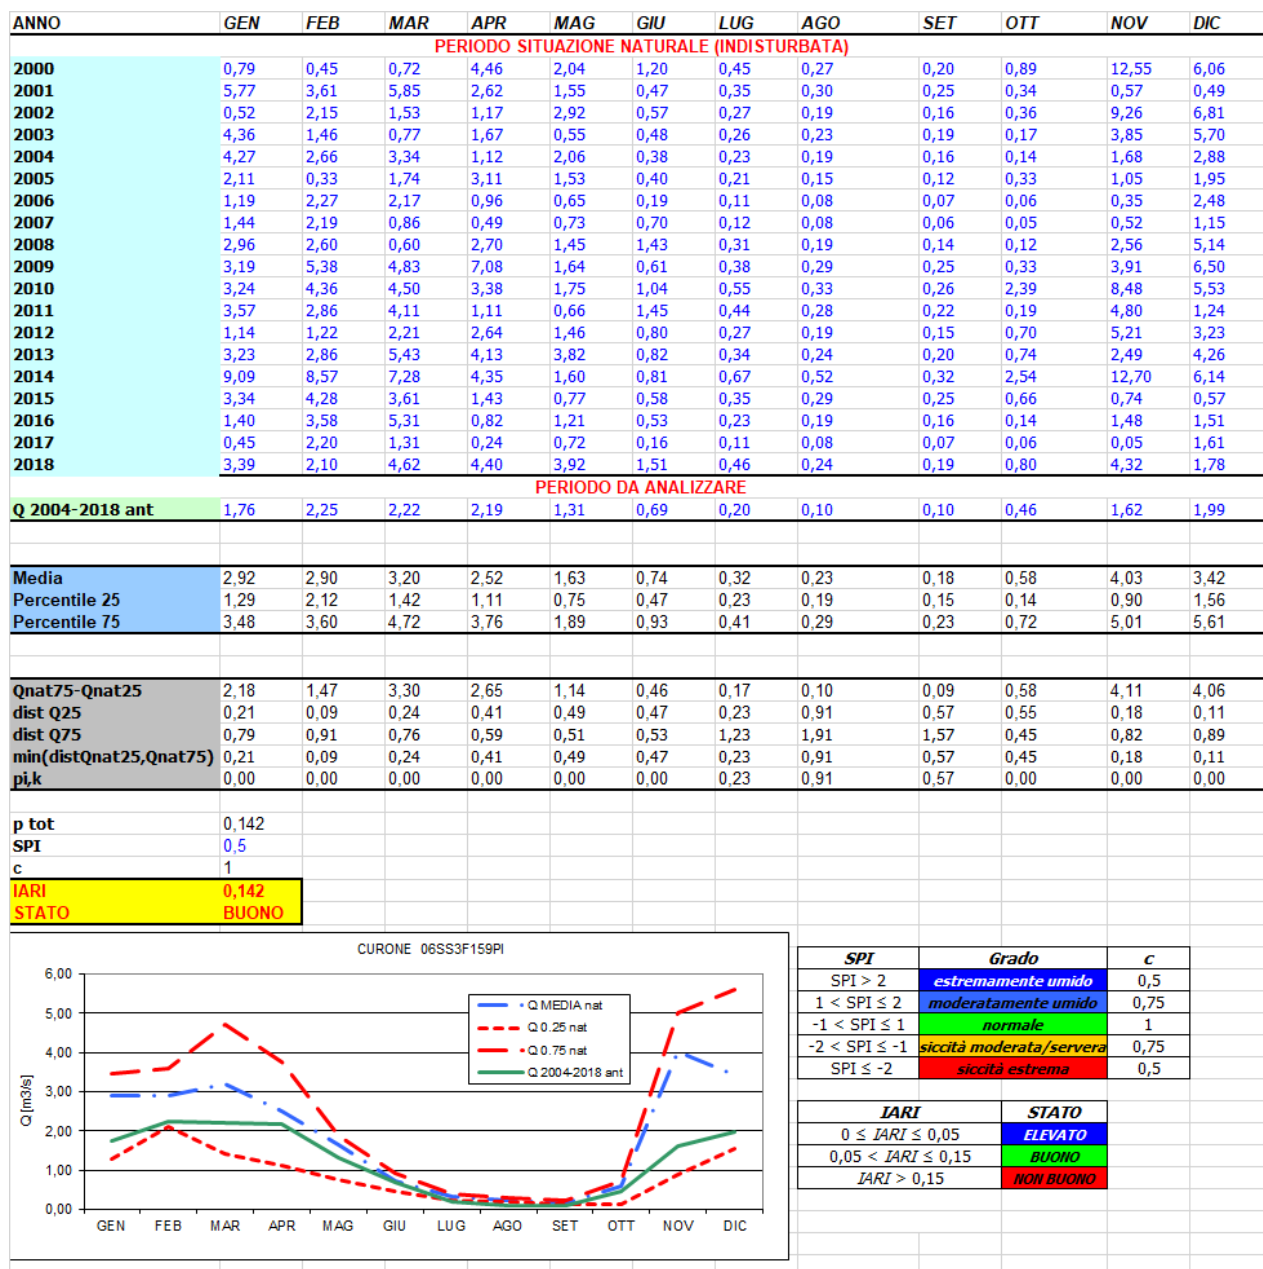 ANNO GEN FEB MAR APR MAG GIU LUG AGO SET OTT NOV DIC
PERIODO SITUAZIONE NATURALE (INDISTURBATA)
2000 0,79 0,45 0,72 4,46 2,04 1,20 0,45 0,27 0,20 0,89 12,55 6,06
2001 5,77 3,61 5,85 2,62 1,55 0,47 0,35 0,30 0,25 0,34 0,57 0,49
2002 0,52 2,15 1,53 1,17 2,92 0,57 0,27 0,19 0,16 0,36 9,26 6,81
2003 4,36 1,46 0,77 1,67 0,55 0,48 0,26 0,23 0,19 0,17 3,85 5,70
2004 4,27 2,66 3,34 1,12 2,06 0,38 0,23 0,19 0,16 0,14 1,68 2,88
2005 2,11 0,33 1,74 3,11 1,53 0,40 0,21 0,15 0,12 0,33 1,05 1,95
2006 1,19 2,27 2,17 0,96 0,65 0,19 0,11 0,08 0,07 0,06 0,35 2,48
2007 1,44 2,19 0,86 0,49 0,73 0,70 0,12 0,08 0,06 0,05 0,52 1,15
2008 2,96 2,60 0,60 2,70 1,45 1,43 0,31 0,19 0,14 0,12 2,56 5,14
2009 3,19 5,38 4,83 7,08 1,64 0,61 0,38 0,29 0,25 0,33 3,91 6,50
2010 3,24 4,36 4,50 3,38 1,75 1,04 0,55 0,33 0,26 2,39 8,48 5,53
2011 3,57 2,86 4,11 1,11 0,66 1,45 0,44 0,28 0,22 0,19 4,80 1,24
2012 1,14 1,22 2,21 2,64 1,46 0,80 0,27 0,19 0,15 0,70 5,21 3,23
2013 3,23 2,86 5,43 4,13 3,82 0,82 0,34 0,24 0,20 0,74 2,49 4,26
2014 9,09 8,57 7,28 4,35 1,60 0,81 0,67 0,52 0,32 2,54 12,70 6,14
2015 3,34 4,28 3,61 1,43 0,77 0,58 0,35 0,29 0,25 0,66 0,74 0,57
2016 1,40 3,58 5,31 0,82 1,21 0,53 0,23 0,19 0,16 0,14 1,48 1,51
2017 0,45 2,20 1,31 0,24 0,72 0,16 0,11 0,08 0,07 0,06 0,05 1,61
2018 3,39 2,10 4,62 4,40 3,92 1,51 0,46 0,24 0,19 0,80 4,32 1,78
PERIODO DA ANALIZZARE
Q 2004-2018 ant 1,76 2,25 2,22 2,19 1,31 0,69 0,20 0,10 0,10 0,46 1,62 1,99
Media 2,92 2,90 3,20 2,52 1,63 0,74 0,32 0,23 0,18 0,58 4,03 3,42
Percentile 25 1,29 2,12 1,42 1,11 0,75 0,47 0,23 0,19 0,15 0,14 0,90 1,56
Percentile 75 3,48 3,60 4,72 3,76 1,89 0,93 0,41 0,29 0,23 0,72 5,01 5,61
Qnat75-Qnat25 2,18 1,47 3,30 2,65 1,14 0,46 0,17 0,10 0,09 0,58 4,11 4,06
dist Q25 0,21 0,09 0,24 0,41 0,49 0,47 0,23 0,91 0,57 0,55 0,18 0,11
dist Q75 0,79 0,91 0,76 0,59 0,51 0,53 1,23 1,91 1,57 0,45 0,82 0,89
min(distQnat25,Qnat75) 0,21 0,09 0,24 0,41 0,49 0,47 0,23 0,91 0,57 0,45 0,18 0,11
pi,k 0,00 0,00 0,00 0,00 0,00 0,00 0,23 0,91 0,57 0,00 0,00 0,00
p tot 0,142
SPI 0,5
c 1
IARI 0,142
STATO BUONO
CURONE 06SS3F159PI
Q [m3/s]
6,00
5,00
4,00
3,00
2,00
1,00
0,00
GEN FEB MAR APR MAG GIU LUG AGO SET OTT NOV DIC
Q MEDIA nat
Q 0.25 nat
Q 0.75 nat
Q 2004-2018 ant
SPI Grado c
SPI > 2 estremamente umido 0,5
1 < SPI ≤ 2 moderatamente umido 0,75
-1 < SPI ≤ 1 normale 1
-2 < SPI ≤ -1 siccità moderata/servera 0,75
SPI ≤ -2 siccità estrema 0,5
IARI STATO
0 ≤ IARI ≤ 0,05 ELEVATO
0,05 < IARI ≤ 0,15 BUONO
IARI > 0,15 NON BUONO